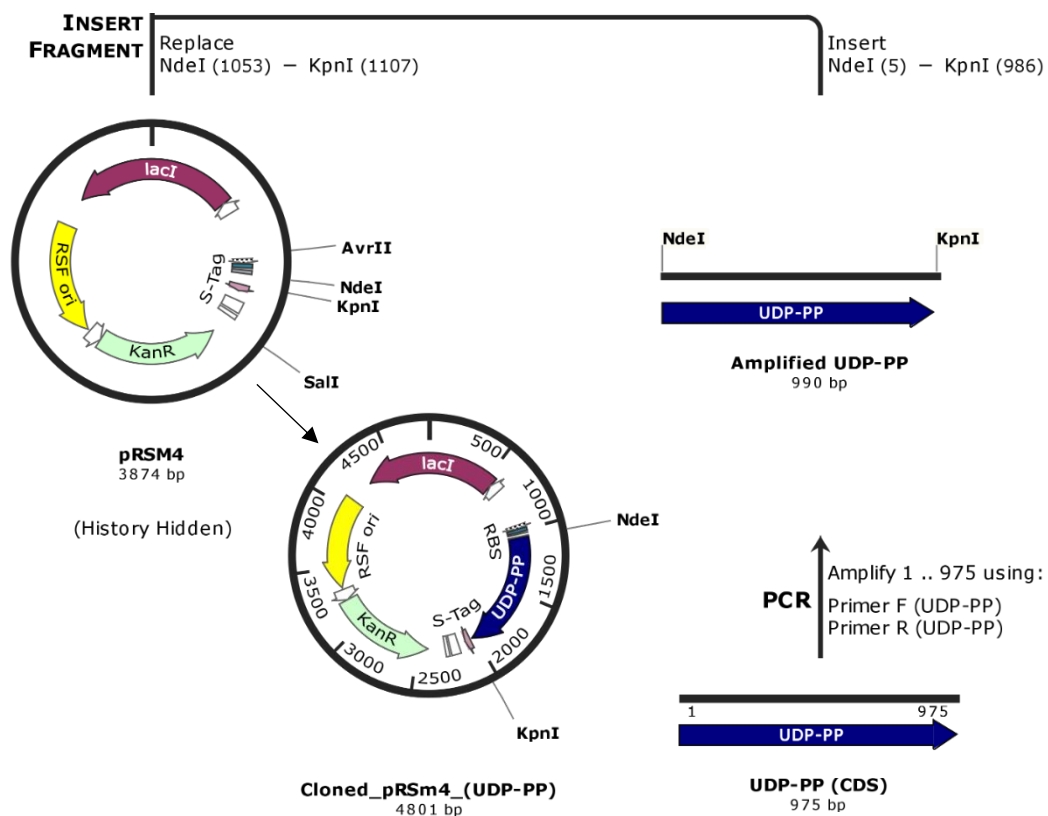 INSERT
FRAGMENT
Replace
NdeI (1053) – KpnI (1107)
Insert
NdeI (5) – KpnI (986)
lacI
RSF ori
S-Tag
KanR
AvrII
NdeI
KpnI
SalI
pRSM4
3874 bp
(History Hidden)
NdeI
KpnI
UDP-PP
Amplified UDP-PP
990 bp
500
1000
1500
2000
2500
3000
3500
4000
4500
lacI
RBS
UDP-PP
S-Tag
KanR
RSF ori
NdeI
KpnI
Cloned_pRSm4_(UDP-PP)
4801 bp
PCR
Amplify 1 .. 975 using:
Primer F (UDP-PP)
Primer R (UDP-PP)
1
975
UDP-PP
UDP-PP (CDS)
975 bp